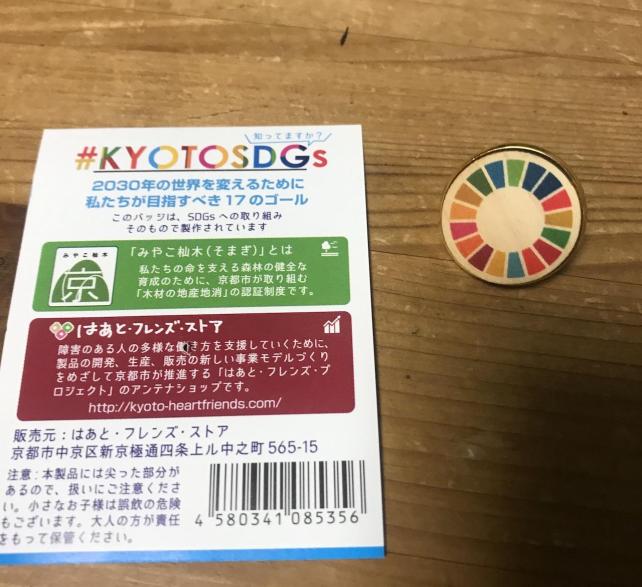 知ってますか?
#KYOTOSDGs
2030年の世界を変えるために
私たちが目指すべき17のゴール
このバッジは、SDGsへの取り組み
そのもので製作されています
みやこ杣木
京
「みやこ杣木(そまぎ)」とは
私たちの命を支える森林の健全な
育成のために、京都市が取り組む
「木材の地産地消」の認証制度です。
はあと・フレンズ・ストア
障害のある人の多様な働き方を支援していくために、
製品の開発、生産、販売の新しい事業モデルづくり
をめざして京都市が推進する「はあと・フレンズ・プ
ロジェクト」のアンテナショップです。
http://kyoto-heartfriends.com/
販売元:はあと・フレンズ・ストア
京都市中京区新京極通四条上ル中之町565-15
注意:本製品には尖った部分が
あるので、扱いにご注意くださ
い。小さなお子様は誤飲の危険
もございます。大人の方が責任
をもって保管ください。
4 580341 085356